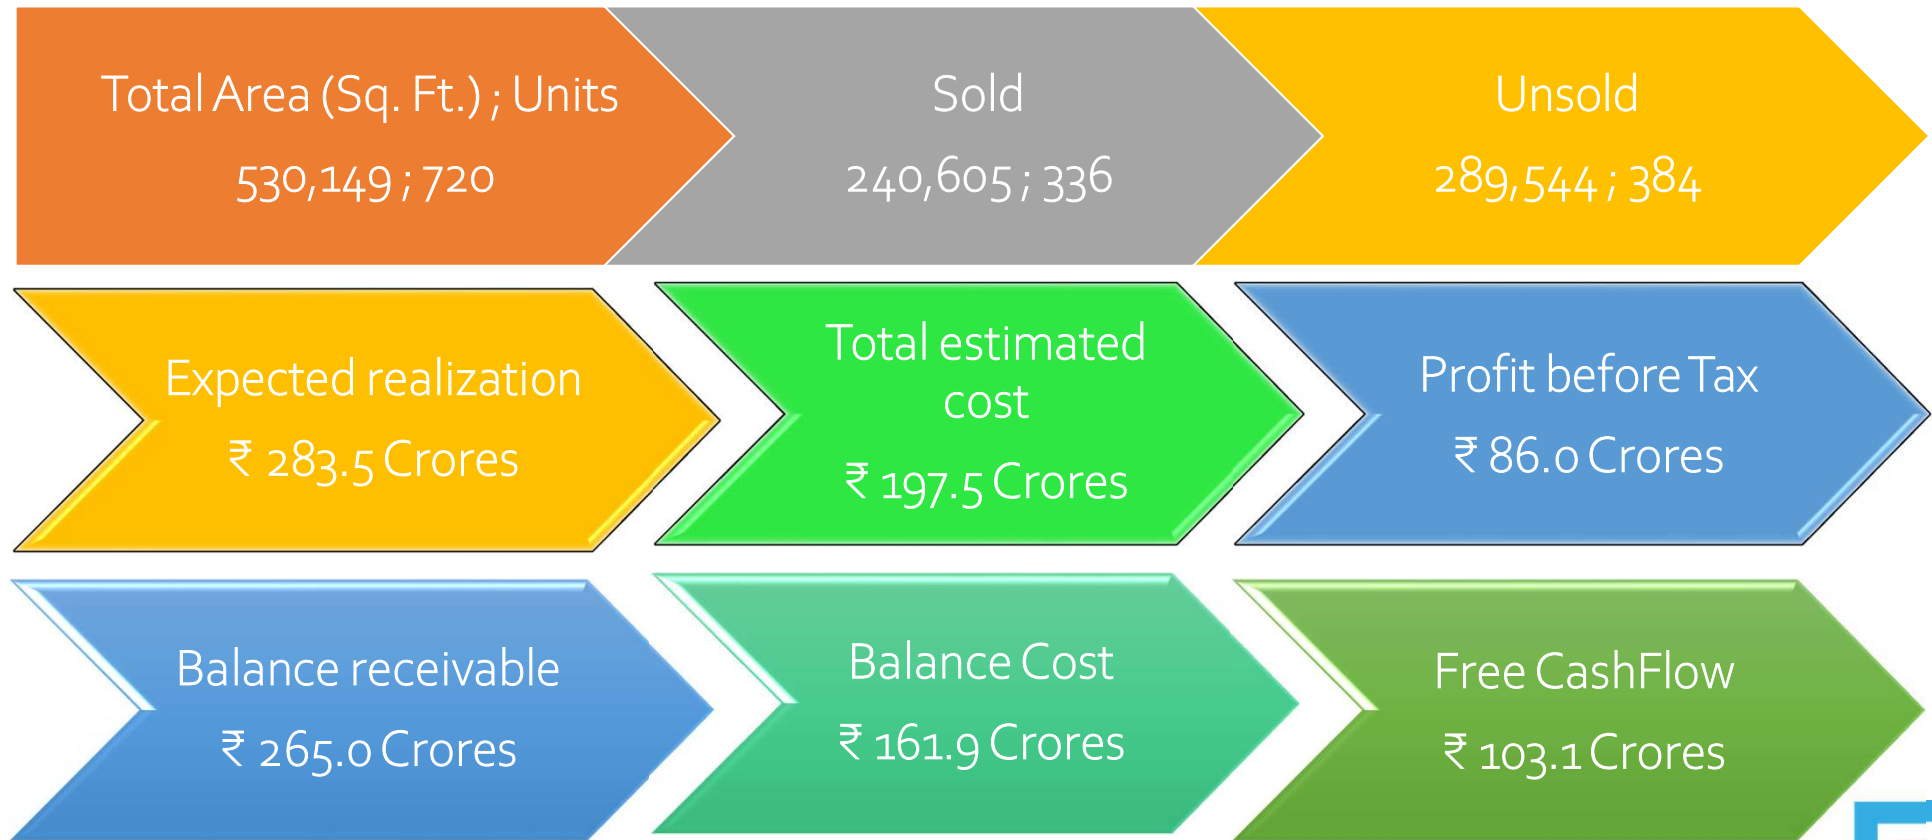 Total Area (Sq. Ft.) ; Units
530,149 ; 720
Sold
240,605 ; 336
Unsold
289,544 ; 384
Expected realization
₹ 283.5 Crores
Total estimated
cost
₹ 197.5 Crores
Profit before Tax
₹ 86.0 Crores
Balance receivable
₹ 265.0 Crores
Balance Cost
₹ 161.9 Crores
Free CashFlow
₹ 103.1 Crores